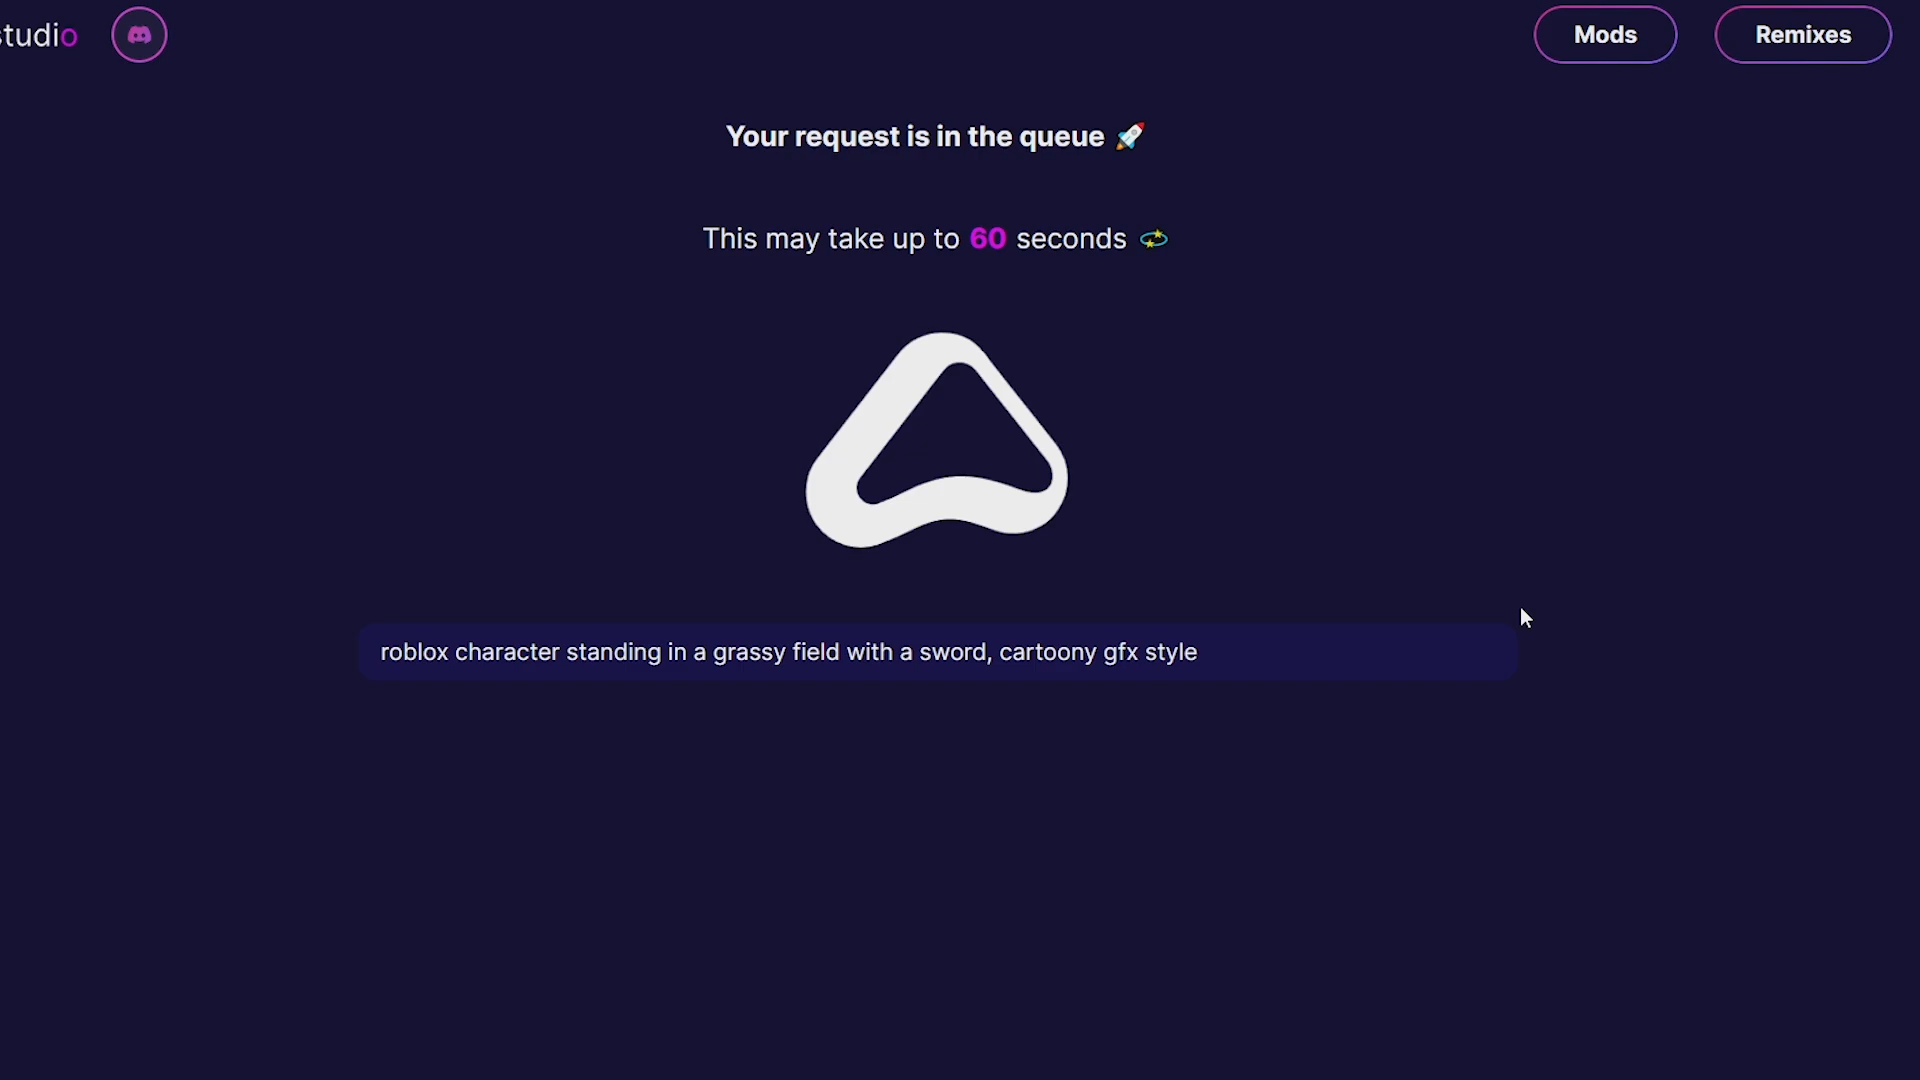 studio
Mods
Remixes
Your request is in the queue 🚀
This may take up to 60 seconds 💫
roblox character standing in a grassy field with a sword, cartoony gfx style